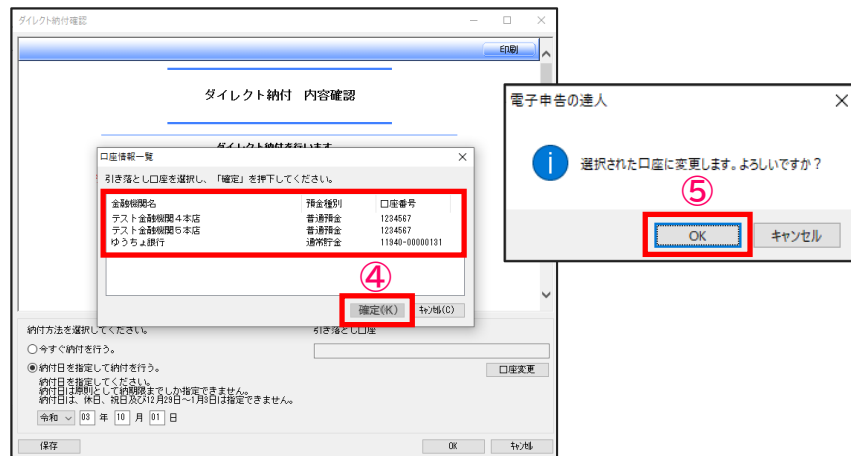 ダイレクト納付確認
印刷
ダイレクト納付 内容確認
ダイレクト納付を行います
口座情報一覧
引き落とし口座を選択し、「確定」を押下してください。
金融機関名 預金種別 口座番号
テスト金融機関4本店 普通預金 1234567
テスト金融機関5本店 普通預金 1234567
ゆうちょ銀行 通常貯金 11940-00000131
④
確定(K) キャンセル(C)
納付方法を選択してください。 引き落とし口座
今すぐ納付を行う。
納付日を指定して納付を行う。 口座変更
納付日を指定してください。
納付日は原則として納期限までしか指定できません。
納付日は、休日、祝日及び12月29日~1月3日は指定できません。
令和 03 年 10 月 01 日
保存 OK キャンセル
電子申告の達人
選択された口座に変更します。よろしいですか?
⑤
OK キャンセル